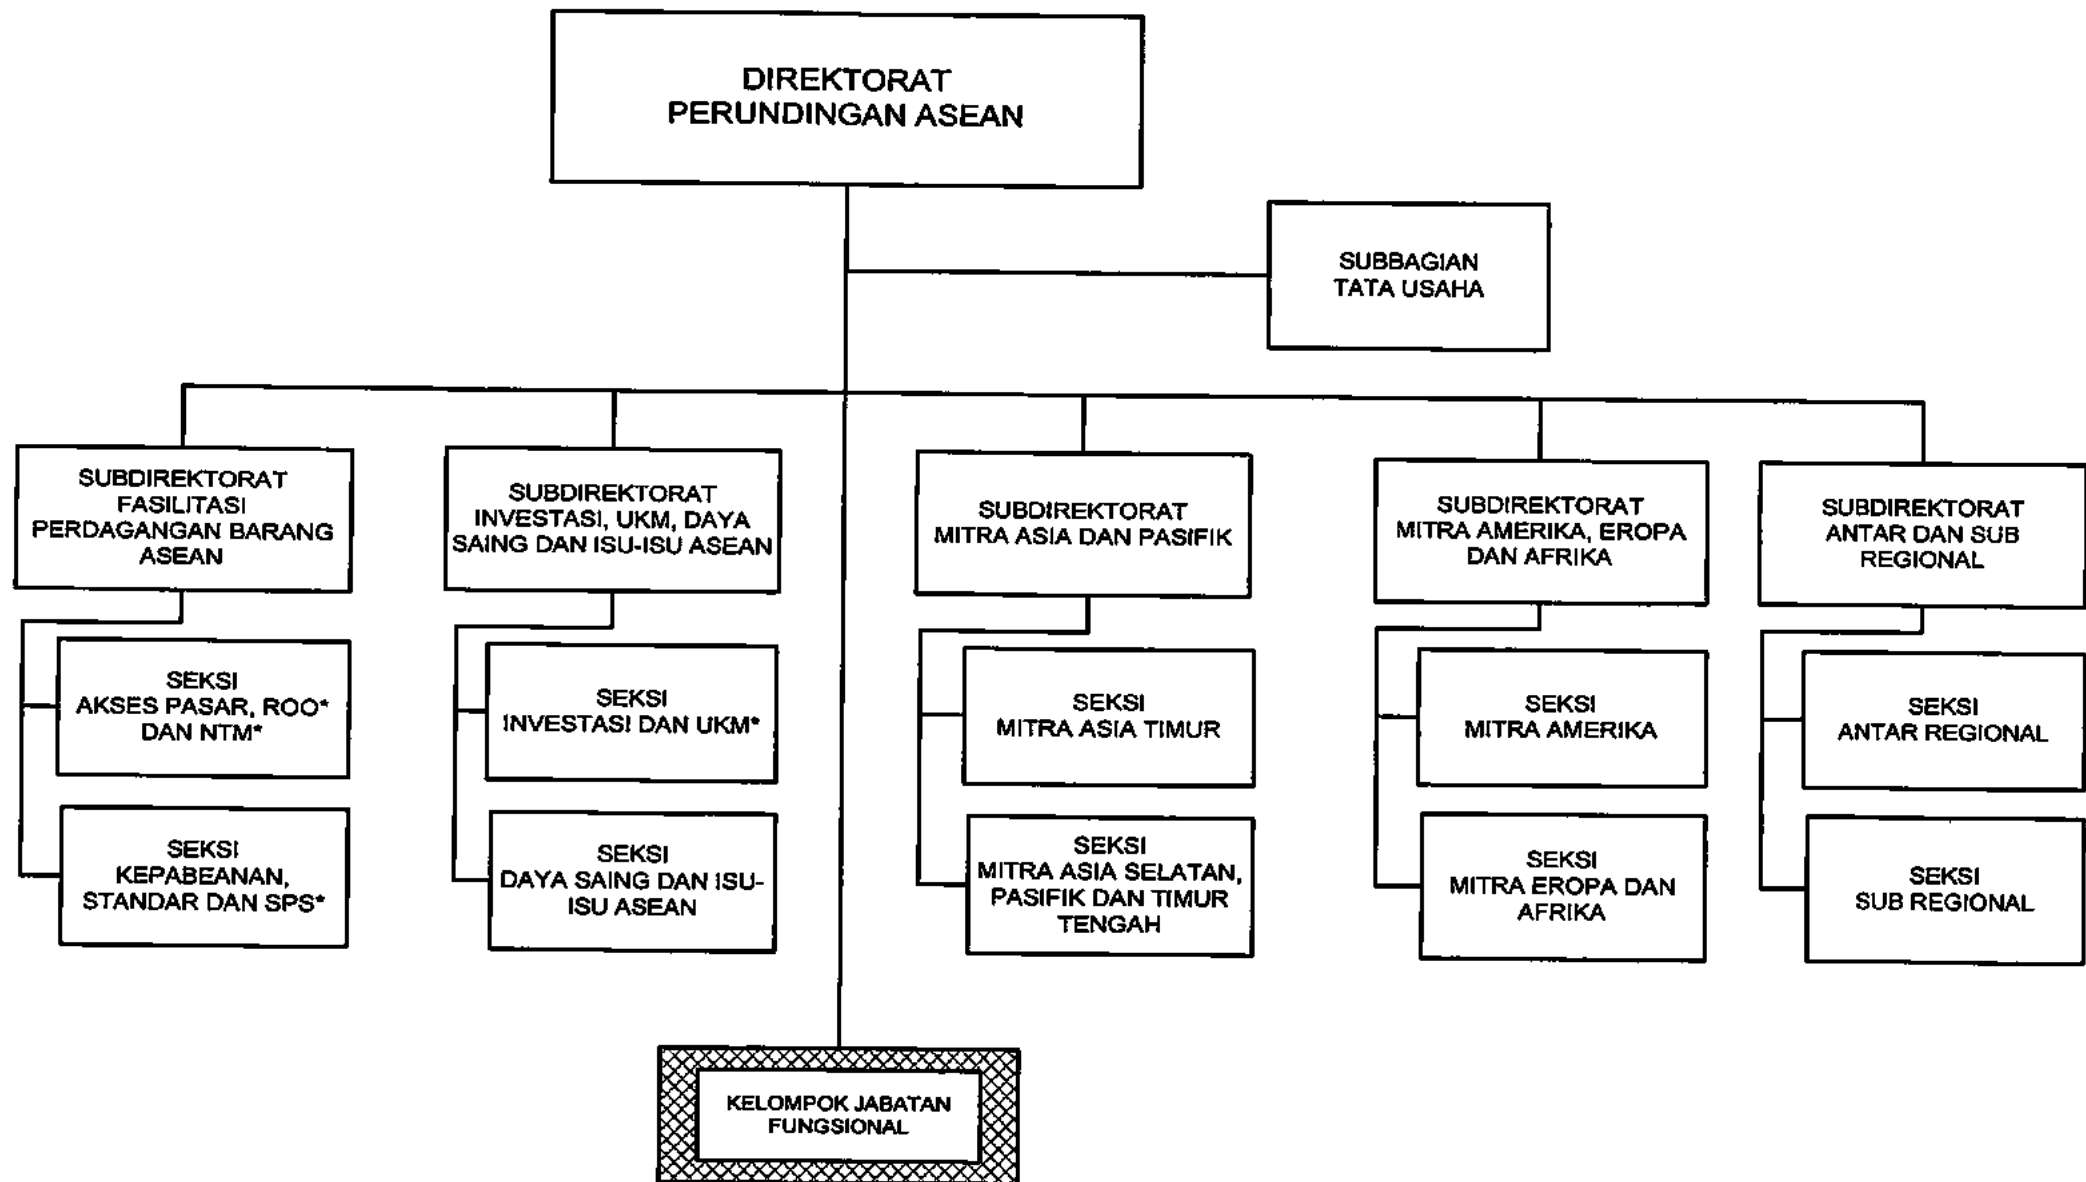 DIREKTORAT
PERUNDINGAN ASEAN
SUBBAGIAN
TATA USAHA
SUBDIREKTORAT
FASILITASI
PERDAGANGAN BARANG
ASEAN
SUBDIREKTORAT
INVESTASI, UKM, DAYA
SAING DAN ISU-ISU ASEAN
SUBDIREKTORAT
MITRA ASIA DAN PASIFIK
SUBDIREKTORAT
MITRA AMERIKA, EROPA
DAN AFRIKA
SUBDIREKTORAT
ANTAR DAN SUB
REGIONAL
SEKSI
AKSES PASAR, ROO*
DAN NTM*
SEKSI
INVESTASI DAN UKM*
SEKSI
MITRA ASIA TIMUR
SEKSI
MITRA AMERIKA
SEKSI
ANTAR REGIONAL
SEKSI
KEPABEANAN,
STANDAR DAN SPS*
SEKSI
DAYA SAING DAN ISU-
ISU ASEAN
SEKSI
MITRA ASIA SELATAN,
PASIFIK DAN TIMUR
TENGAH
SEKSI
MITRA EROPA DAN
AFRIKA
SEKSI
SUB REGIONAL
KELOMPOK JABATAN
FUNGSIONAL